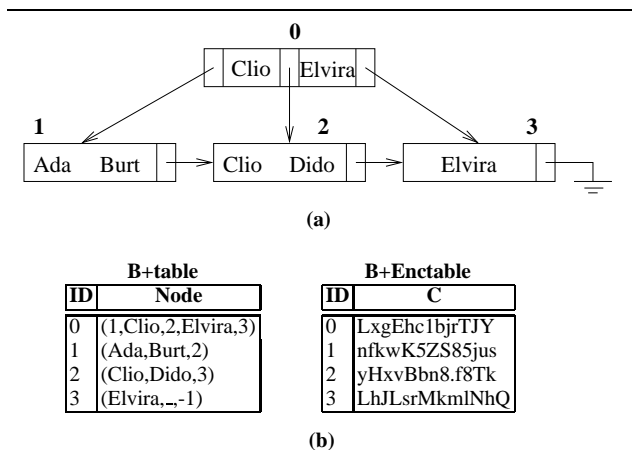 0
Clio Elvira
1 2 3
Ada Burt Clio Dido Elvira
(a)
B+table B+Enctable
ID Node ID C
0 (1,Clio,2,Elvira,3) 0 LxgEhc1bjrTJY
1 (Ada,Burt,2) 1 nfkwK5ZS85jus
2 (Clio,Dido,3) 2 yHxvBbn8.f8Tk
3 (Elvira,_,-1) 3 LhJLsrMkmlNhQ
(b)